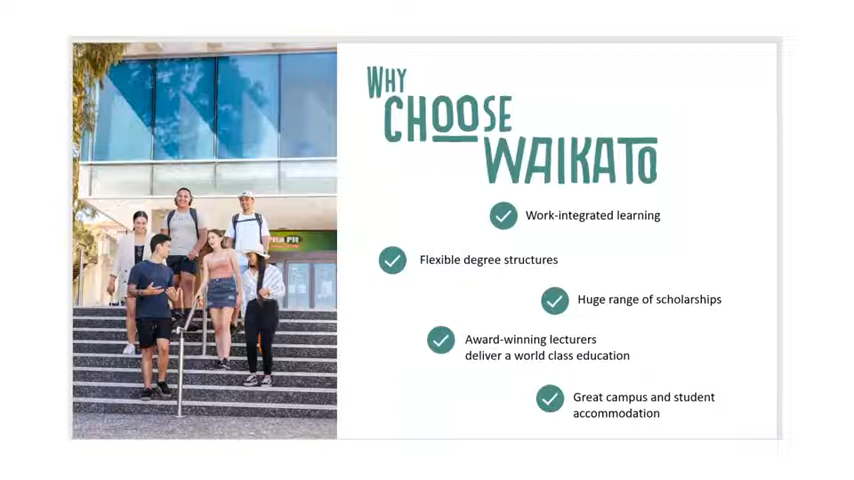 WHY
CHOOSE
WAIKATO
Work-integrated learning
Flexible degree structures
Huge range of scholarships
Award-winning lecturers
deliver a world class education
Great campus and student
accommodation
Pit